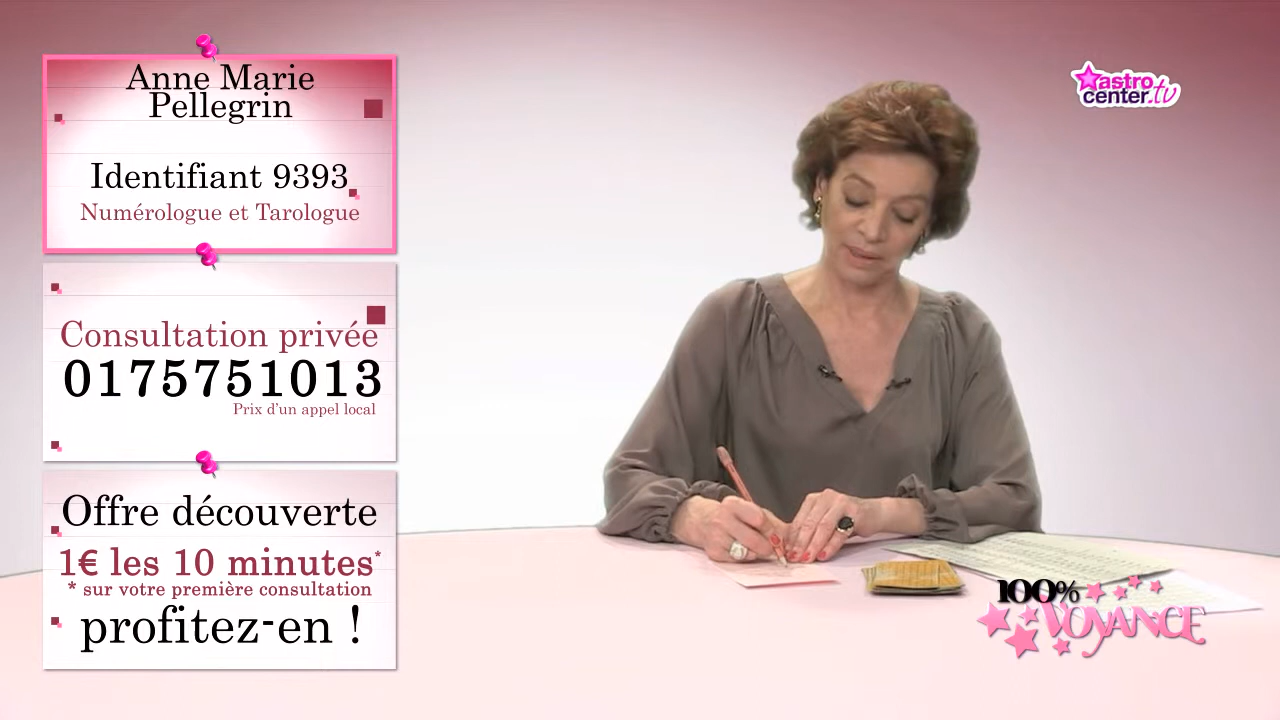 Anne Marie
Pellegrin
Identifiant 9393
Numérologue et Tarologue
Consultation privée
0175751013
Prix d'un appel local
Offre découverte
1€ les 10 minutes*
* sur votre première consultation
profitez-en !
astro
center.tv
100%
VOYANCE